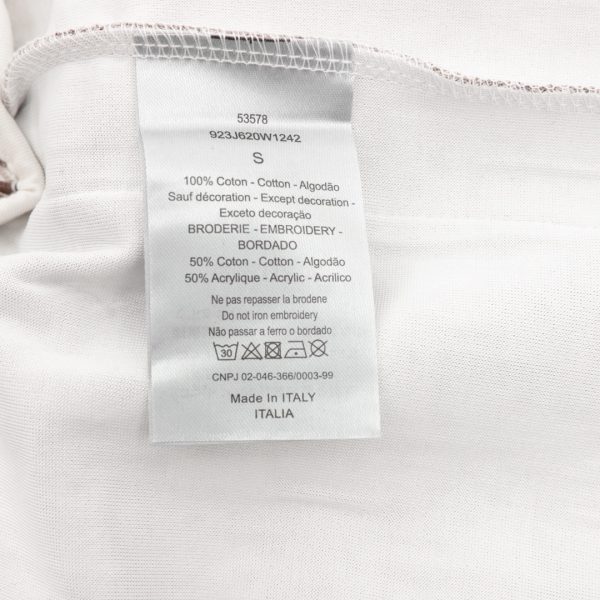 53578
923J620W1242
S
100% Coton - Cotton - Algodão
Sauf décoration - Except decoration -
Exceto decoração
BRODERIE - EMBROIDERY -
BORDADO
50% Coton - Cotton - Algodão
50% Acrylique - Acrylic - Acrilico
Ne pas repasser la brodene
Do not iron embroidery
Não passar a ferro o bordado
30
CNPJ 02-046-366/0003-99
Made In ITALY
ITALIA